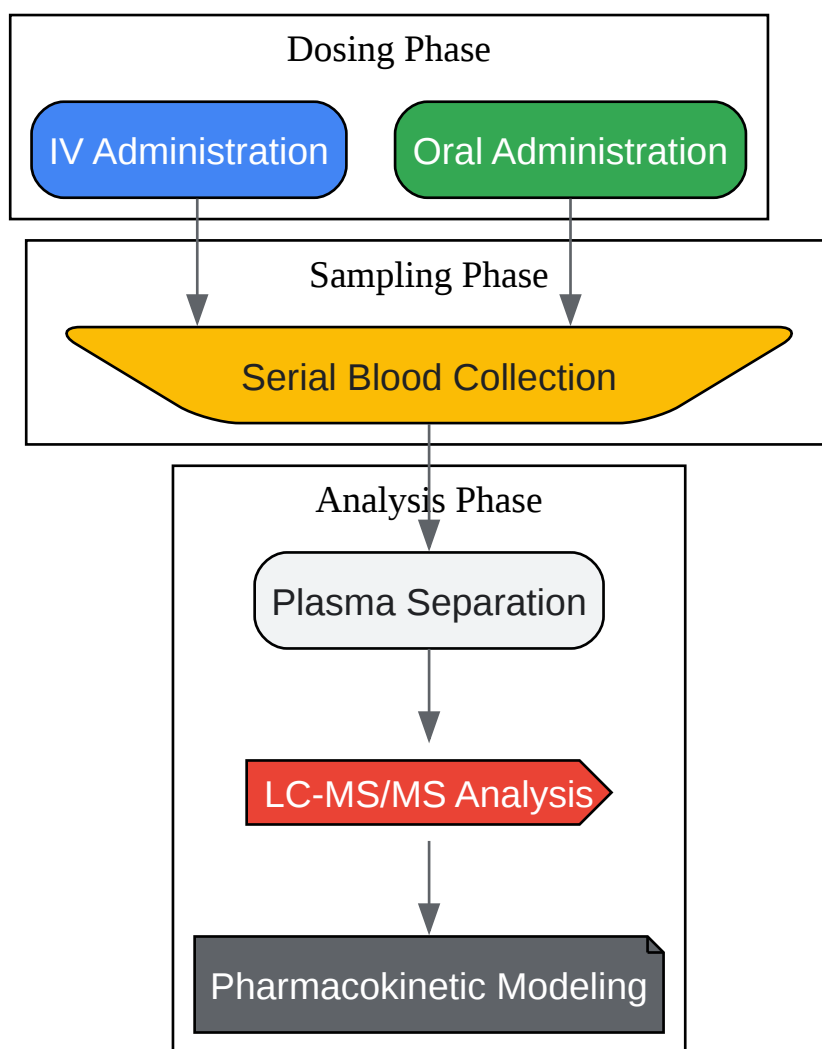 Dosing Phase
IV Administration
Oral Administration
Sampling Phase
Serial Blood Collection
Analysis Phase
Plasma Separation
LC-MS/MS Analysis
Pharmacokinetic Modeling